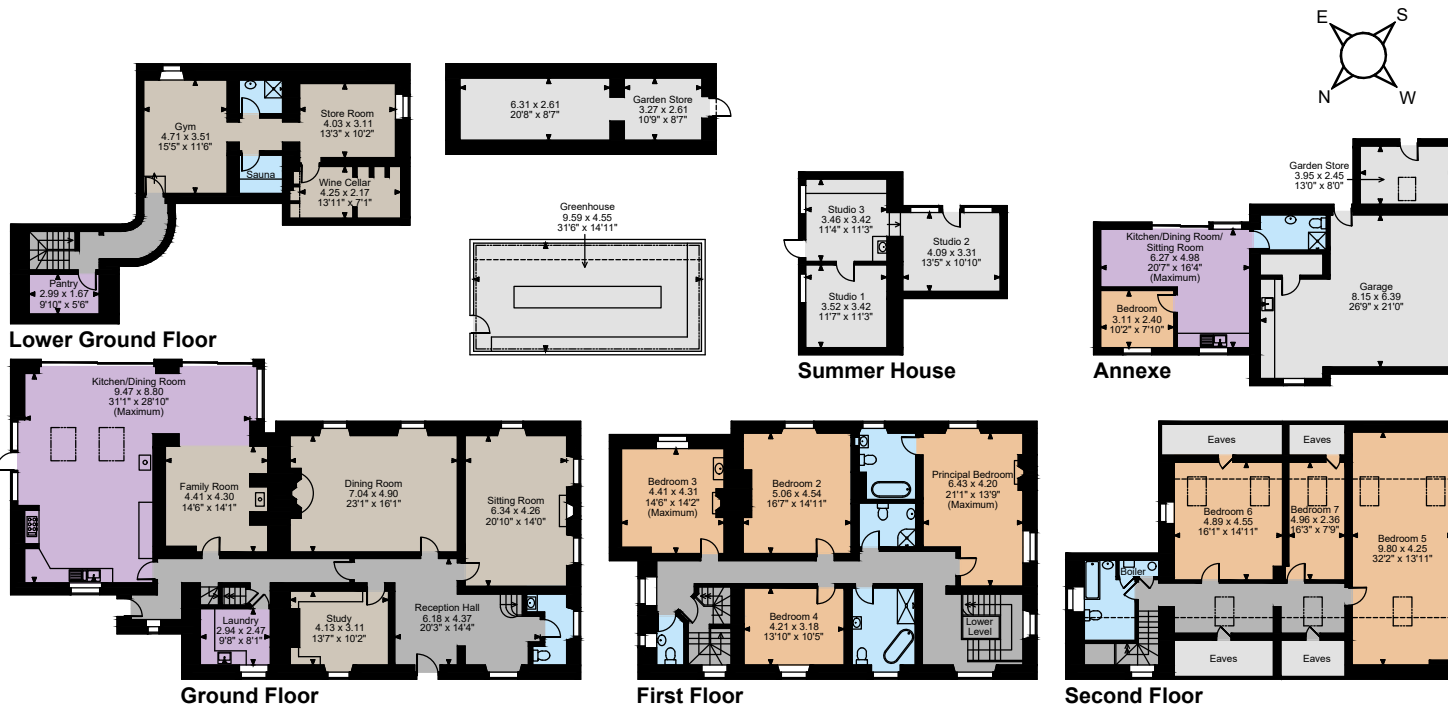 E
S
N
W
Gym
4.71 x 3.51
15'5" x 11'6"
Store Room
4.03 x 3.11
13'3" x 10'2"
Sauna
Wine Cellar
4.25 x 2.17
13'11" x 7'1"
Pantry
2.99 x 1.67
9'10" x 5'6"
Lower Ground Floor
6.31 x 2.61
20'8" x 8'7"
Garden Store
3.27 x 2.61
10'9" x 8'7"
Greenhouse
9.59 x 4.55
31'6" x 14'11"
Studio 3
3.46 x 3.42
11'4" x 11'3"
Studio 2
4.09 x 3.31
13'5" x 10'10"
Studio 1
3.52 x 3.42
11'7" x 11'3"
Summer House
Garden Store
3.95 x 2.45
13'0" x 8'0"
Kitchen/Dining Room/
Sitting Room
6.27 x 4.98
20'7" x 16'4"
(Maximum)
Bedroom
3.11 x 2.40
10'2" x 7'10"
Garage
8.15 x 6.39
26'9" x 21'0"
Annexe
Kitchen/Dining Room
9.47 x 8.80
31'1" x 28'10"
(Maximum)
Family Room
4.41 x 4.30
14'6" x 14'1"
Dining Room
7.04 x 4.90
23'1" x 16'1"
Sitting Room
6.34 x 4.26
20'10" x 14'0"
Laundry
2.94 x 2.47
9'8" x 8'1"
Study
4.13 x 3.11
13'7" x 10'2"
Reception Hall
6.18 x 4.37
20'3" x 14'4"
Ground Floor
Bedroom 3
4.41 x 4.31
14'6" x 14'2"
(Maximum)
Bedroom 2
5.06 x 4.54
16'7" x 14'11"
Principal Bedroom
6.43 x 4.20
21'1" x 13'9"
(Maximum)
Bedroom 4
4.21 x 3.18
13'10" x 10'5"
Lower
Level
First Floor
Eaves
Eaves
Bedroom 6
4.89 x 4.55
16'1" x 14'11"
Bedroom 7
4.96 x 2.36
16'3" x 7'9"
Bedroom 5
9.80 x 4.25
32'2" x 13'11"
Boiler
Eaves
Eaves
Second Floor